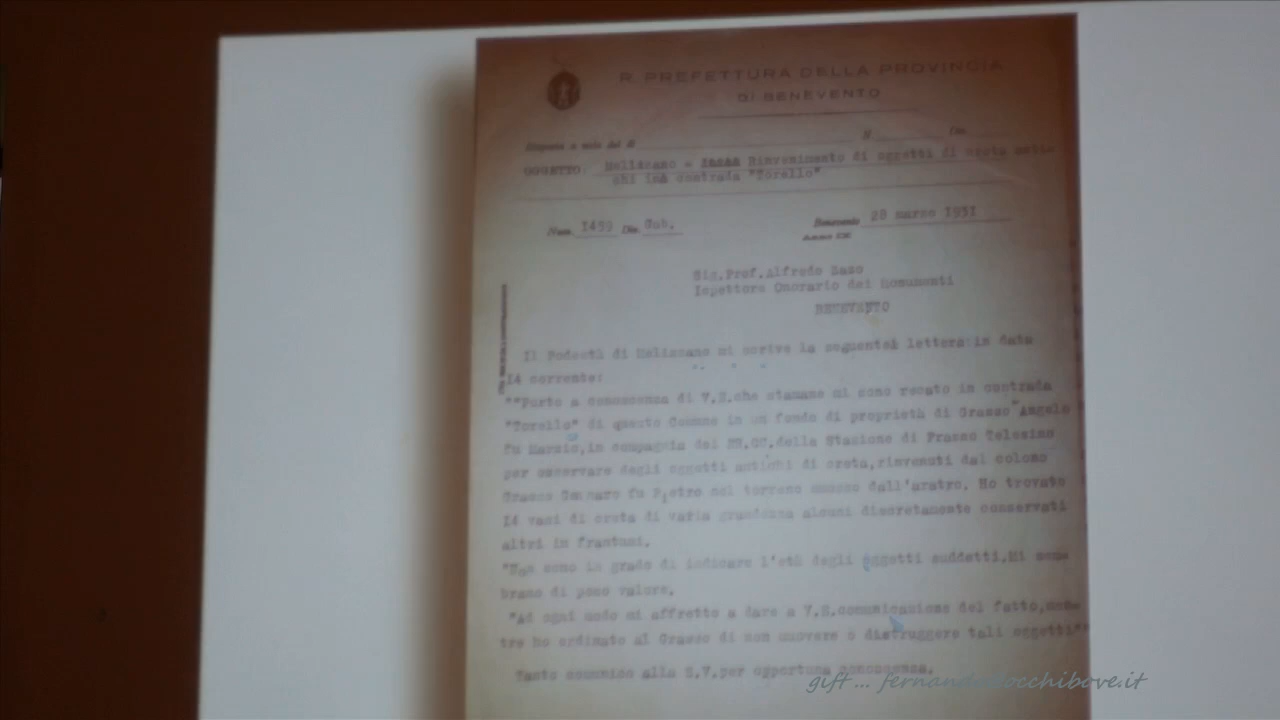 R. PREFETTURA DELLA PROVINCIA
DI BENEVENTO
Risposta a nota del di N Div.
OGGETTO: Melizzano - Rinvenimento di oggetti di creta anti-
chi in contrada "Torello"
Num. 1459 Div. Gab. Benevento 28 marzo 1931
Anno IX
Sig.Prof.Alfredo Zazo
Ispettore Onorario dei Monumenti
BENEVENTO
Il Podestà di Melizzano mi scrive la seguente lettera in data
14 corrente:
""Porto a conoscenza di V.E.che stamane mi sono recato in contrada
"Torello" di questo Comune in un fondo di proprietà di Grasso Angelo
fu Marzio,in compagnia dei RR.CC.della Stazione di Frasso Telesino
per osservare degli oggetti antichi di creta,rinvenuti dal colono
Grasso Gennaro fu Pietro nel terreno mosso dall'aratro. Ho trovato
14 vasi di creta di varia grandezza alcuni discretamente conservati
altri in frantumi.
"Non sono in grado di indicare l'età degli oggetti suddetti.Mi sem-
brano di poco valore.
"Ad ogni modo mi affretto a dare a V.E.comunicazione del fatto,men-
tre ho ordinato al Grasso di non muovere o distruggere tali oggetti""
Tanto comunico alla S.V.per opportuna conoscenza.
gift ... fernandoocchibove.it